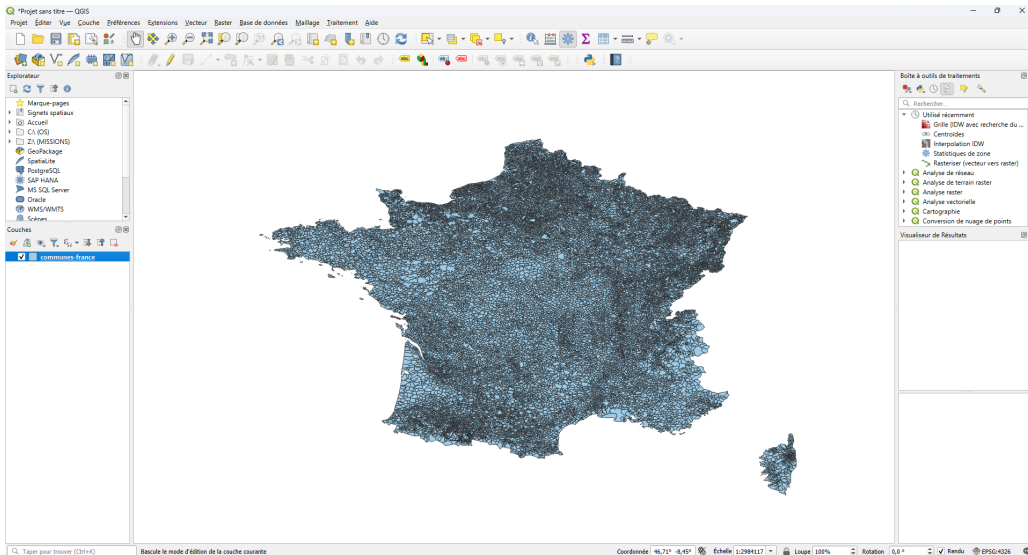 *Projet sans titre — QGIS
Projet Éditer Vue Couche Préférences Extensions Vecteur Raster Base de données Maillage Traitement Aide
Explorateur
Marque-pages
Signets spatiaux
Accueil
C:\ (OS)
Z:\ (MISSIONS)
GeoPackage
SpatiaLite
PostgreSQL
SAP HANA
MS SQL Server
Oracle
WMS/WMTS
Scènes
Couches
communes-france
Boîte à outils de traitements
Rechercher...
Utilisé récemment
Grille (IDW avec recherche du ...
Centroïdes
Interpolation IDW
Statistiques de zone
Rasteriser (vecteur vers raster)
Analyse de réseau
Analyse de terrain raster
Analyse raster
Analyse vectorielle
Cartographie
Conversion de nuage de points
Visualiseur de Résultats
Taper pour trouver (Ctrl+K) Bascule le mode d'édition de la couche courante Coordonnée 46,71° -8,45° Échelle 1:2984117 Loupe 100% Rotation 0,0 ° Rendu EPSG:4326